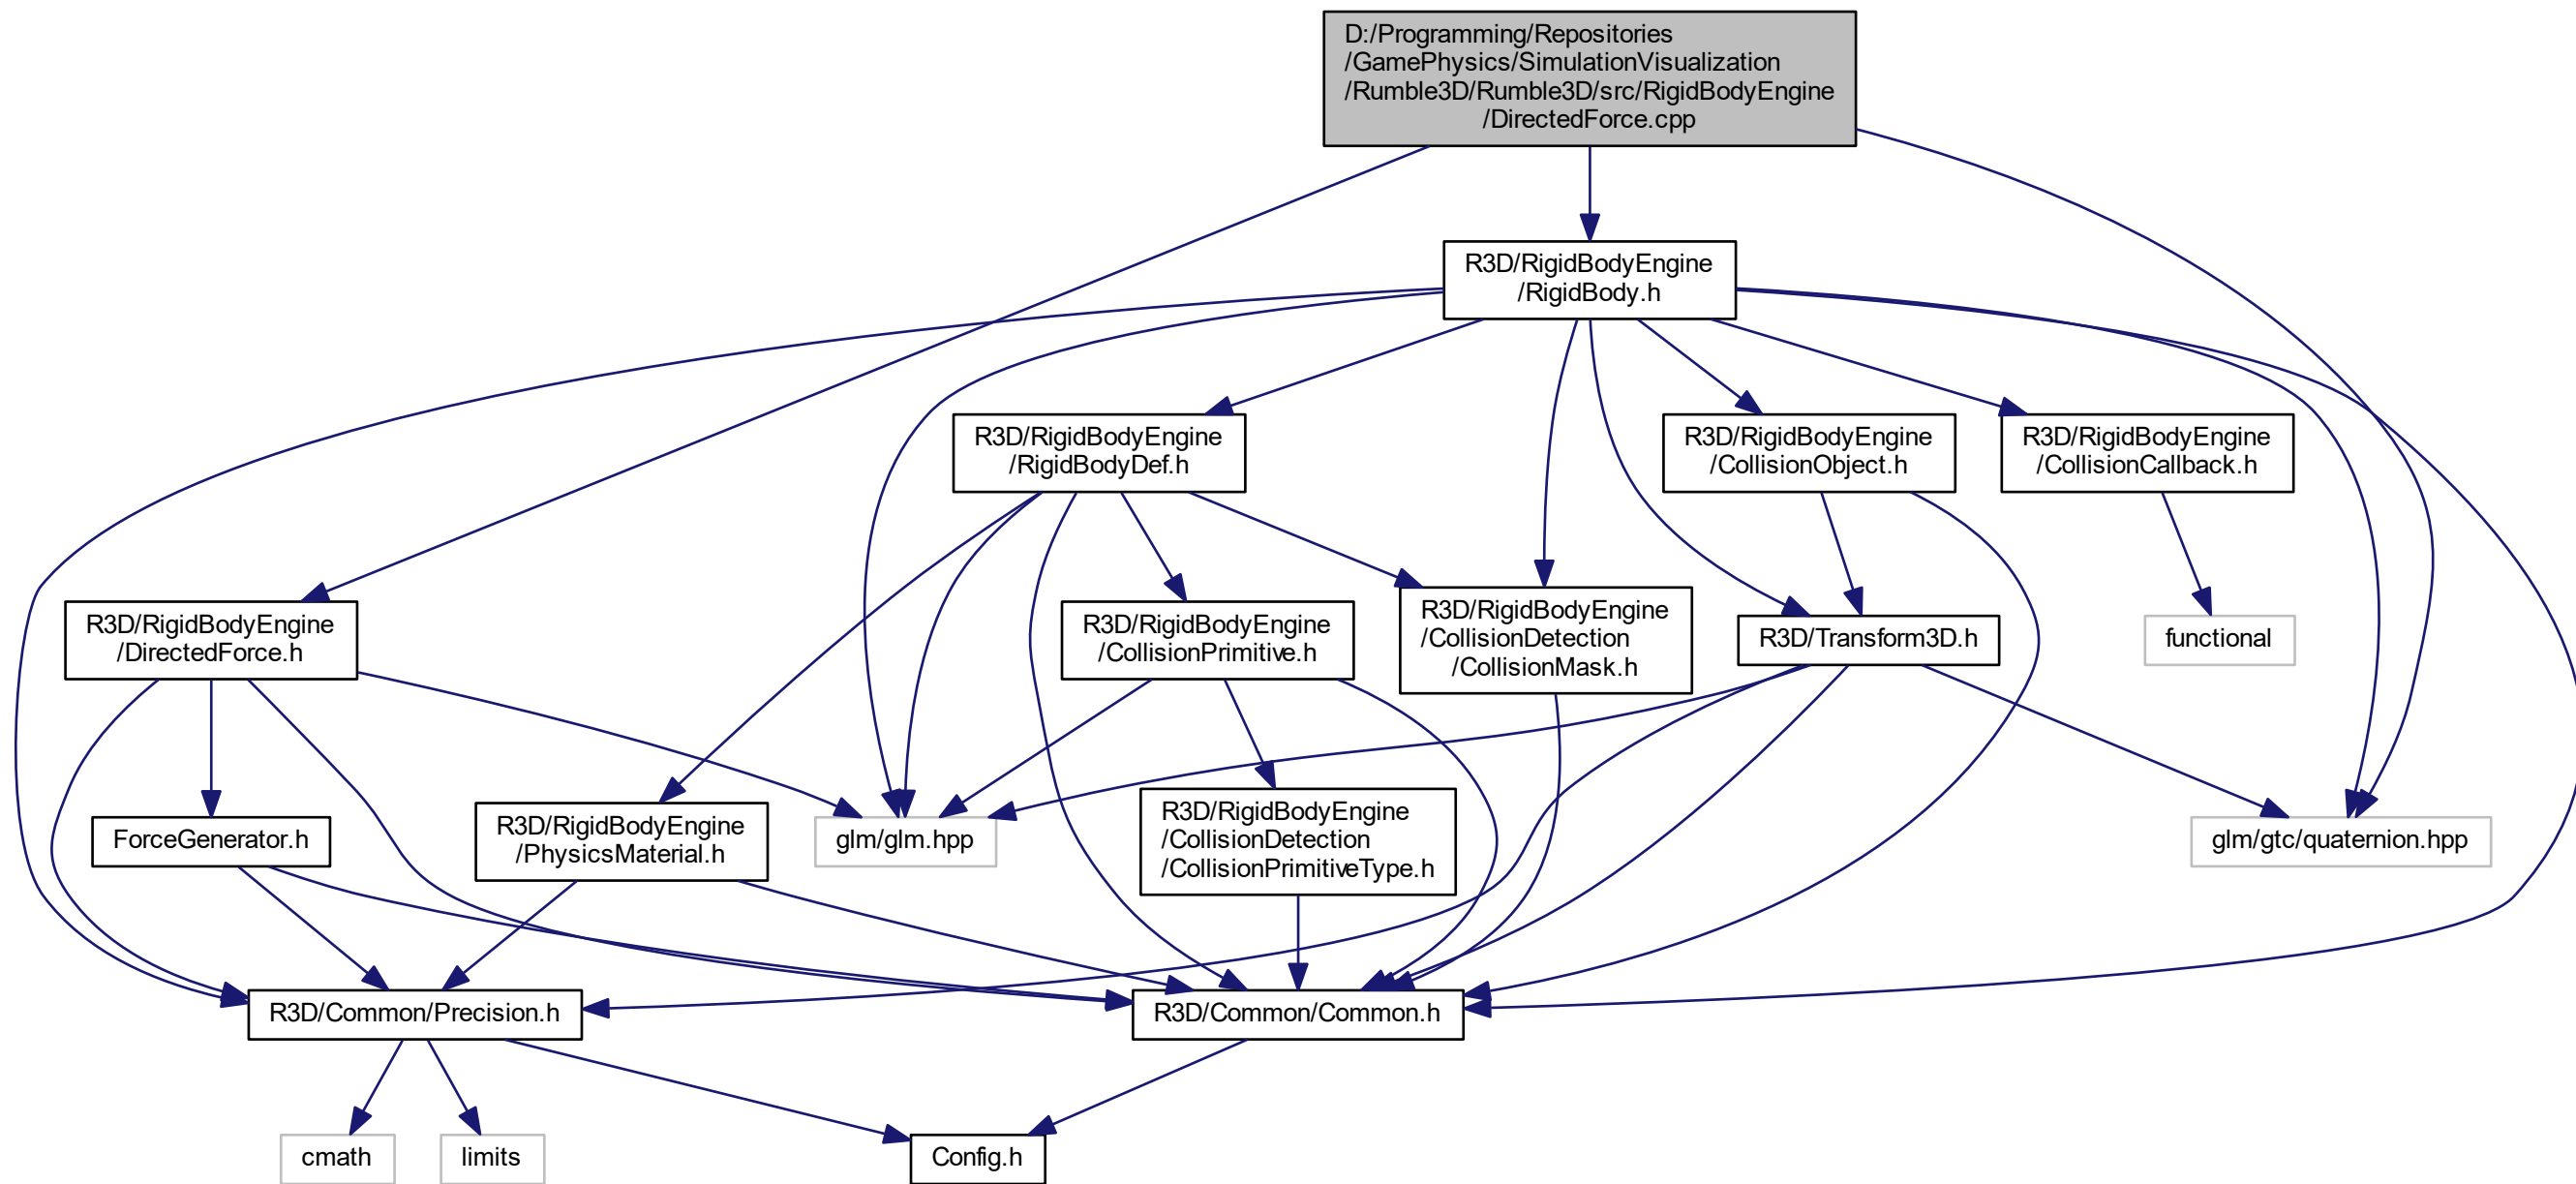 D:/Programming/Repositories
/GamePhysics/SimulationVisualization
/Rumble3D/Rumble3D/src/RigidBodyEngine
/DirectedForce.cpp
R3D/RigidBodyEngine
/RigidBody.h
R3D/RigidBodyEngine
/RigidBodyDef.h
R3D/RigidBodyEngine
/CollisionObject.h
R3D/RigidBodyEngine
/CollisionCallback.h
R3D/RigidBodyEngine
/DirectedForce.h
R3D/RigidBodyEngine
/CollisionPrimitive.h
R3D/RigidBodyEngine
/CollisionDetection
/CollisionMask.h
R3D/Transform3D.h
functional
ForceGenerator.h
R3D/RigidBodyEngine
/PhysicsMaterial.h
glm/glm.hpp
R3D/RigidBodyEngine
/CollisionDetection
/CollisionPrimitiveType.h
glm/gtc/quaternion.hpp
R3D/Common/Precision.h
R3D/Common/Common.h
cmath
limits
Config.h